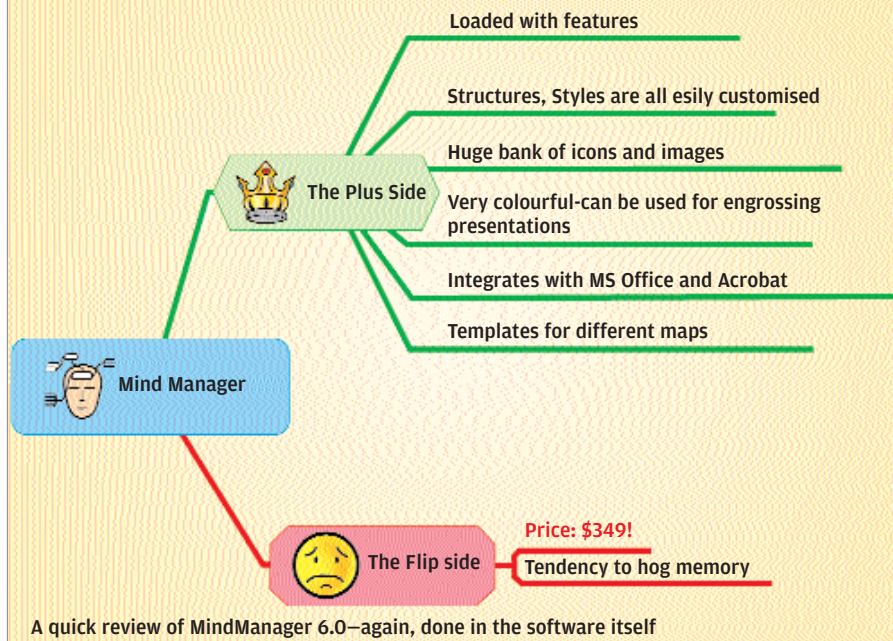 Loaded with features
Structures, Styles are all esily customised
Huge bank of icons and images
The Plus Side
Very colourful-can be used for engrossing
presentations
Integrates with MS Office and Acrobat
Templates for different maps
Mind Manager
Price: $349!
The Flip side
Tendency to hog memory
A quick review of MindManager 6.0—again, done in the software itself